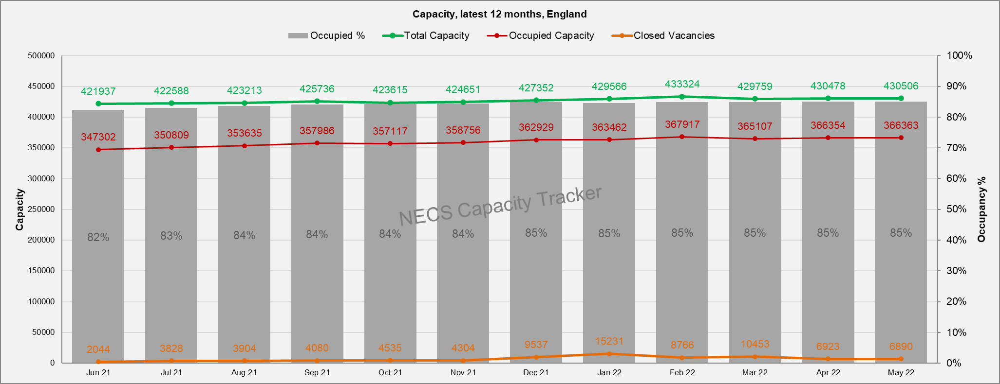 Capacity, latest 12 months, England
Occupied % Total Capacity Occupied Capacity Closed Vacancies
500000 100%
450000 90%
400000 80%
350000 70%
300000 60%
250000 50%
200000 40%
150000 30%
100000 20%
50000 10%
0 0%
Capacity
Occupancy %
421937 422588 423213 425736 423615 424651 427352 429566 433324 429759 430478 430506
347302 350809 353635 357986 357117 358756 362929 363462 367917 365107 366354 366363
NECS Capacity Tracker
82% 83% 84% 84% 84% 84% 85% 85% 85% 85% 85% 85%
2044 3828 3904 4080 4535 4304 9537 15231 8766 10453 6923 6890
Jun 21 Jul 21 Aug 21 Sep 21 Oct 21 Nov 21 Dec 21 Jan 22 Feb 22 Mar 22 Apr 22 May 22